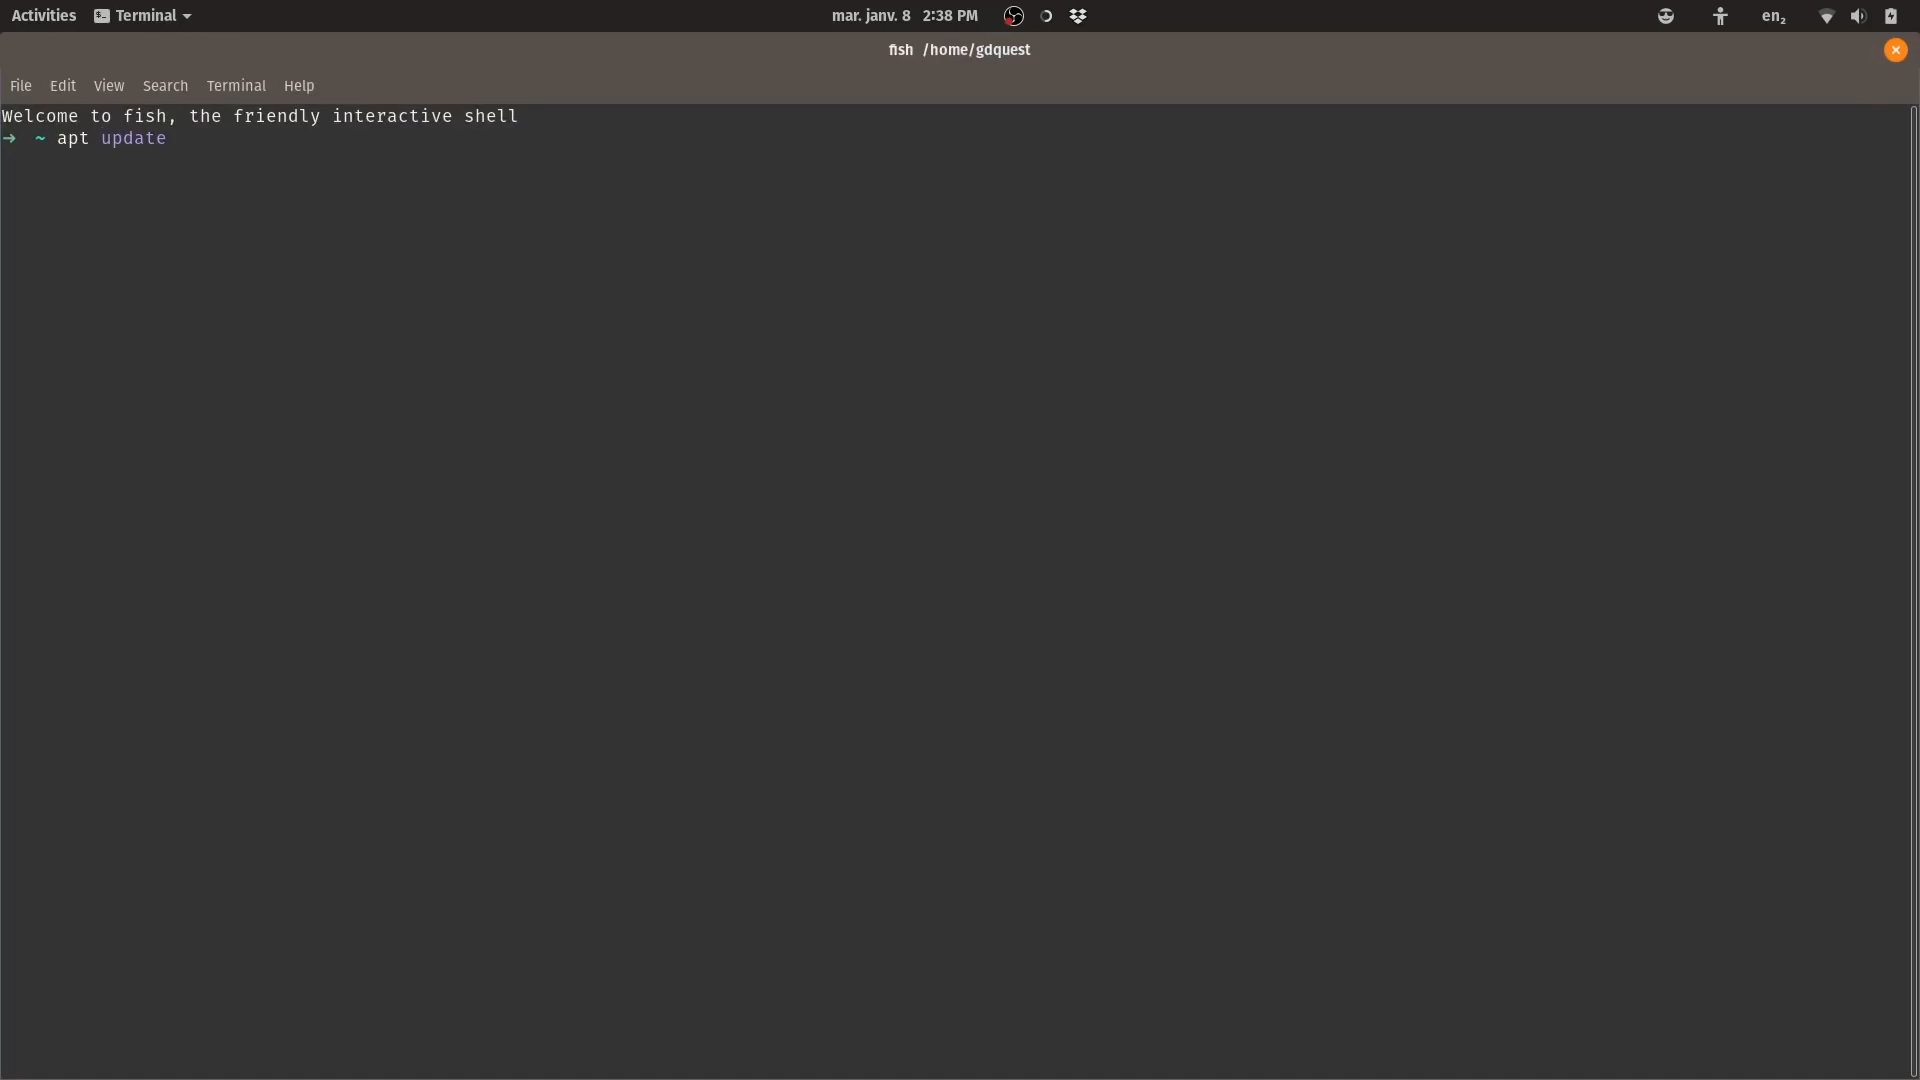 Activities Terminal mar. janv. 8 2:38 PM en₂
fish /home/gdquest
File Edit View Search Terminal Help
Welcome to fish, the friendly interactive shell
➜ ~ apt update